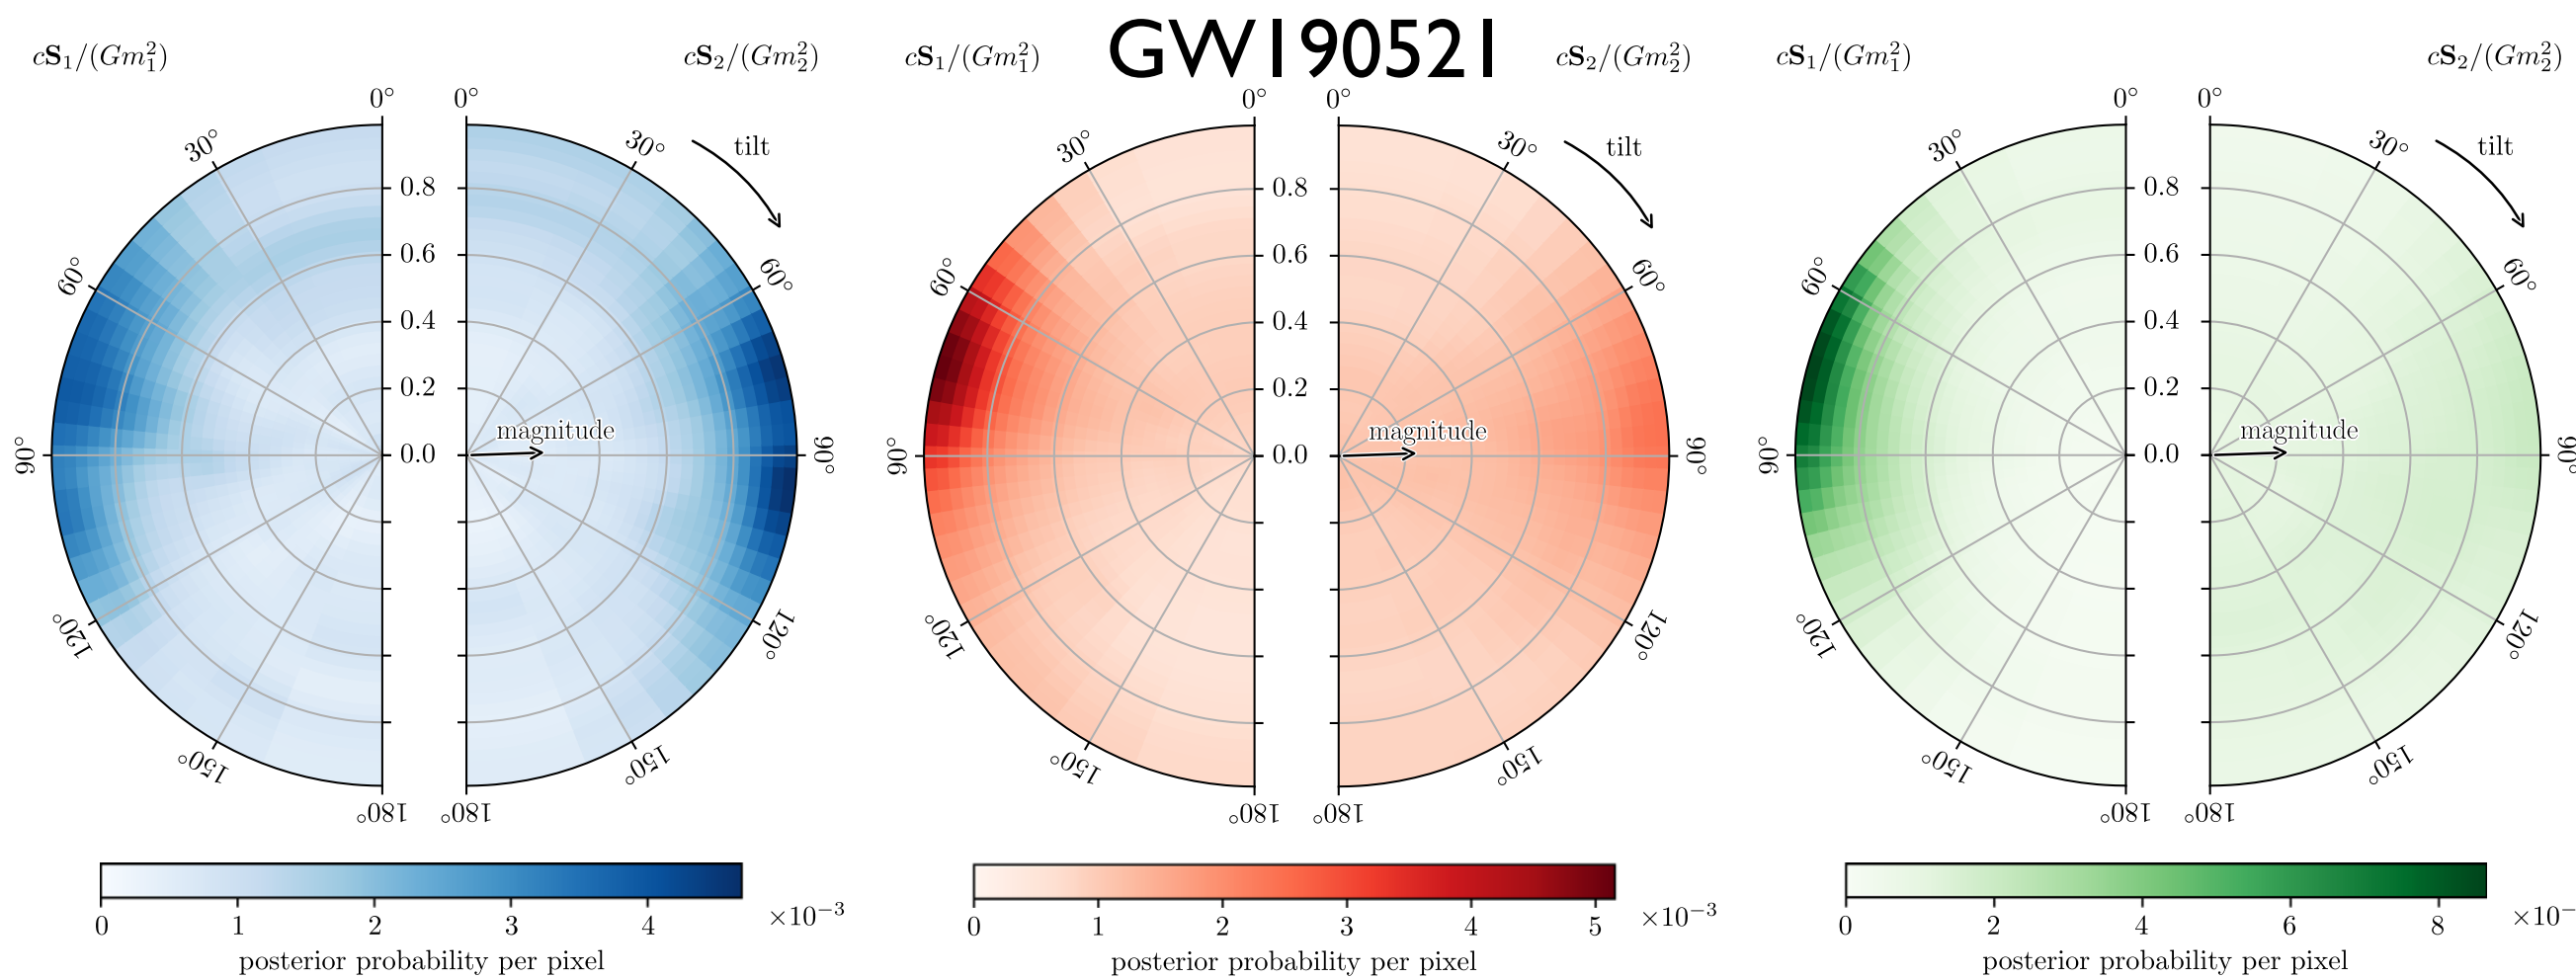 GW190521
cS₁/(Gm₁²) cS₂/(Gm₂²) cS₁/(Gm₁²) cS₂/(Gm₂²) cS₁/(Gm₁²) cS₂/(Gm₂²)
0° 0° 0° 0° 0° 0°
30° 30° tilt 30° 30° tilt 30° 30° tilt
0.8 0.8 0.8
60° 0.6 60° 60° 0.6 60° 60° 0.6 60°
0.4 0.4 0.4
0.2 0.2 0.2
magnitude magnitude magnitude
90° 0.0 90° 90° 0.0 90° 90° 0.0 90°
120° 120° 120° 120° 120° 120°
150° 150° 150° 150° 150° 150°
180° 180° 180° 180° 180° 180°
0 1 2 3 4 ×10⁻³ 0 1 2 3 4 5 ×10⁻³ 0 2 4 6 8 ×10⁻
posterior probability per pixel posterior probability per pixel posterior probability per pixel